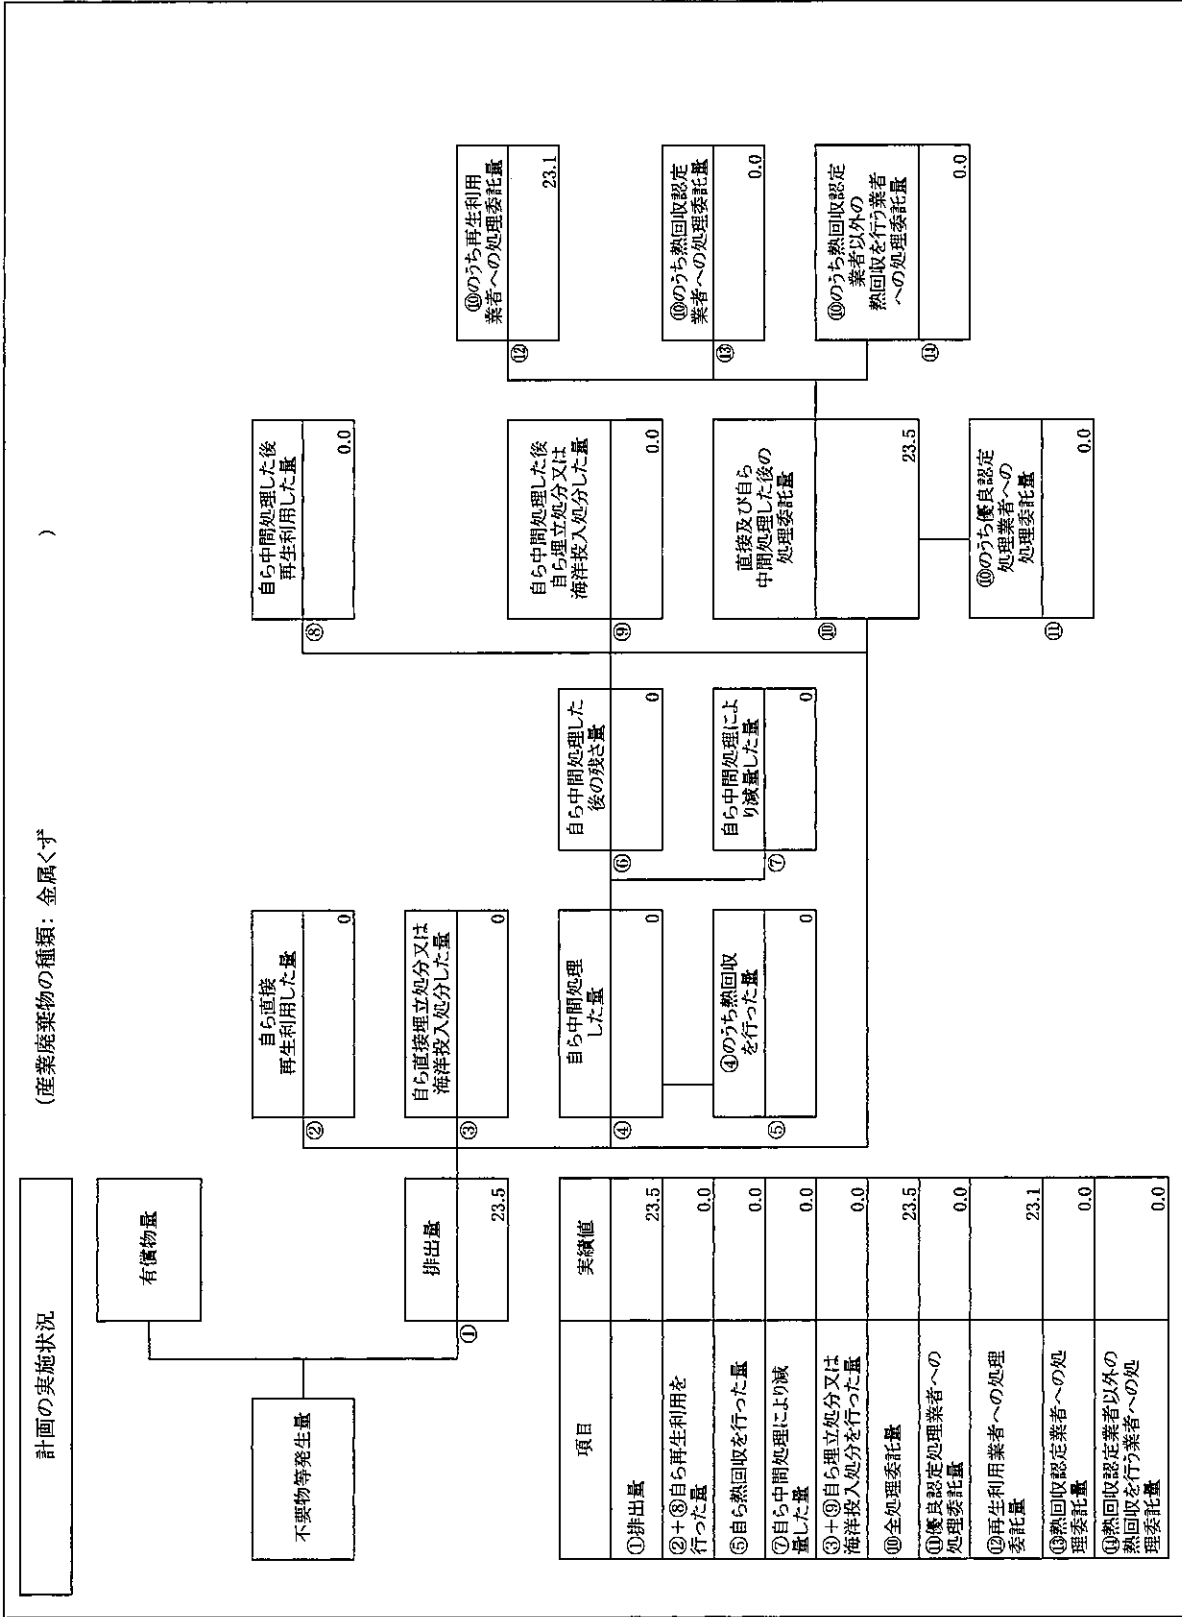 計画の実施状況
(産業廃棄物の種類: 金属くず
)
不要物等発生量
有償物量
①
排出量
23.5
②
自ら直接
再生利用した量
0
③
自ら直接埋立処分又は
海洋投入処分した量
0
④
自ら中間処理
した量
0
⑤
④のうち熱回収
を行った量
0
⑥
自ら中間処理した
後の残さ量
0
⑦
自ら中間処理によ
り減量した量
0
⑧
自ら中間処理した後
再生利用した量
0.0
⑨
自ら中間処理した後
自ら埋立処分又は
海洋投入処分した量
0.0
⑩
直接及び自ら
中間処理した後の
処理委託量
23.5
⑪
⑩のうち優良認定
処理業者への
処理委託量
0.0
⑫
⑩のうち再生利用
業者への処理委託量
23.1
⑬
⑩のうち熱回収認定
業者への処理委託量
0.0
⑭
⑩のうち熱回収認定
業者以外の
熱回収を行う業者
への処理委託量
0.0
項目
実績値
①排出量
23.5
②+⑧自ら再生利用を
行った量
0.0
⑤自ら熱回収を行った量
0.0
⑦自ら中間処理により減
量した量
0.0
③+⑨自ら埋立処分又は
海洋投入処分を行った量
0.0
⑩全処理委託量
23.5
⑪優良認定処理業者への
処理委託量
0.0
⑫再生利用業者への処理
委託量
23.1
⑬熱回収認定業者への処
理委託量
0.0
⑭熱回収認定業者以外の
熱回収を行う業者への処
理委託量
0.0